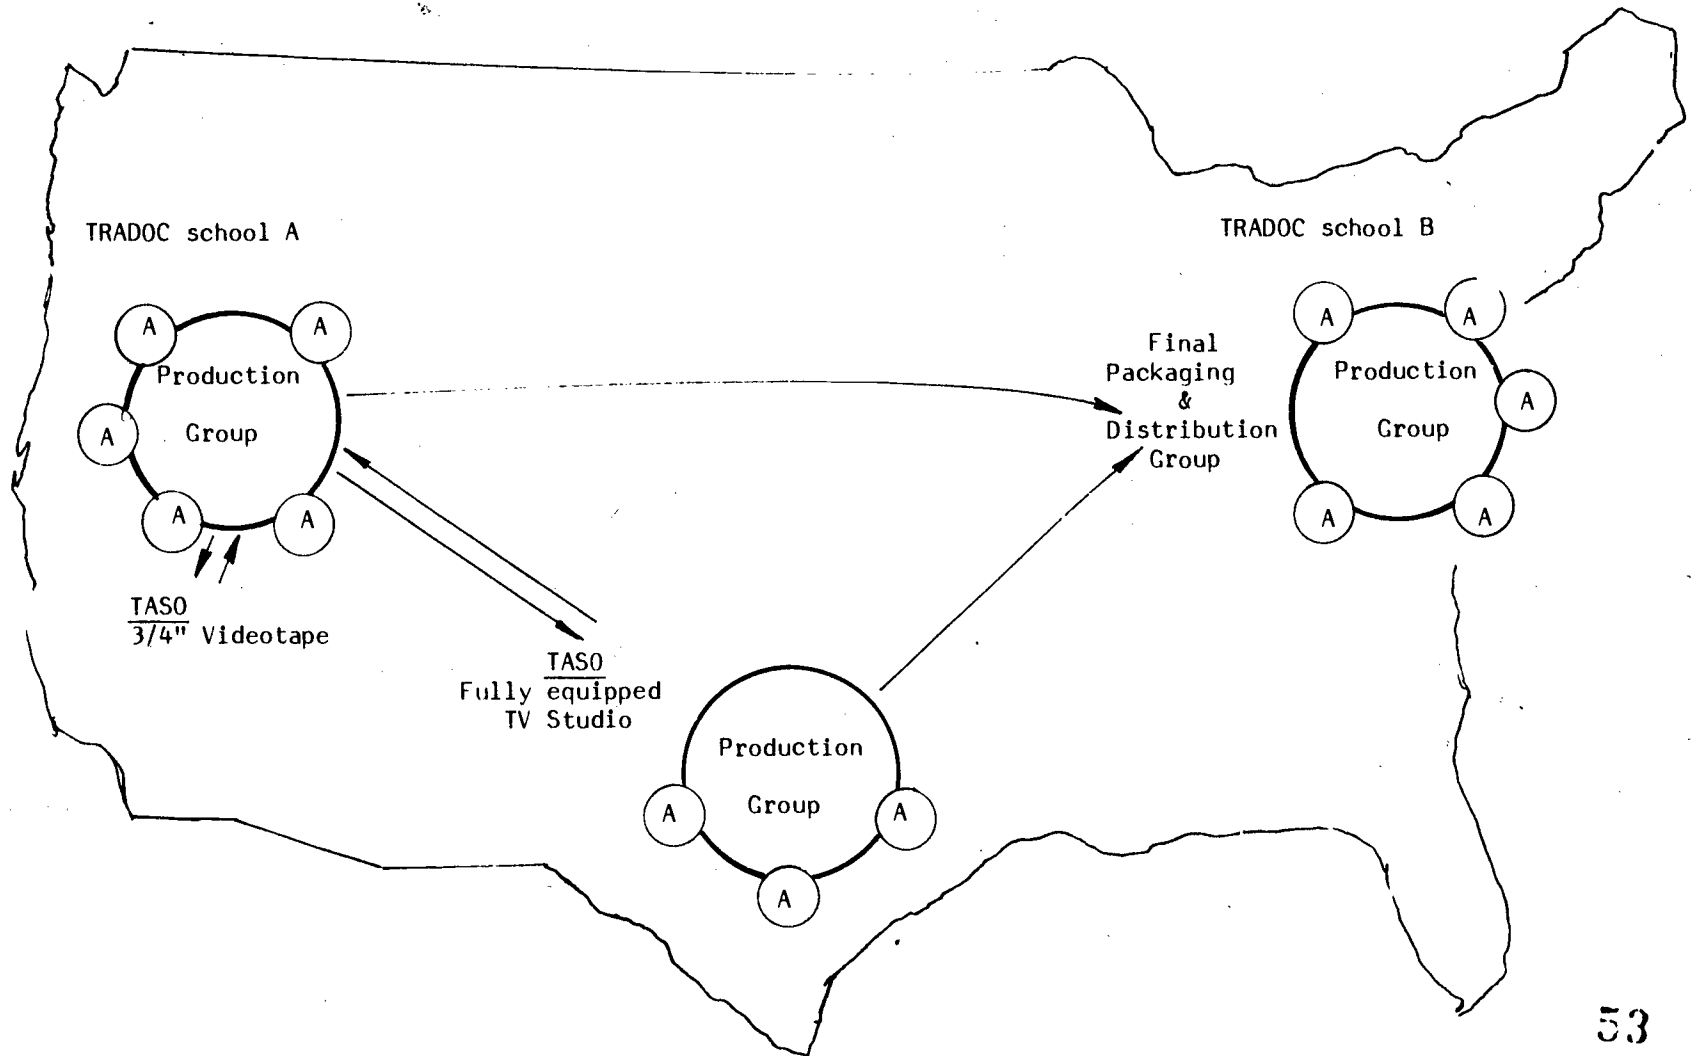 TRADOC school A
TRADOC school B
A
A
Production
Group
A
A
A
TASO
3/4" Videotape
TASO
Fully equipped
TV Studio
Production
Group
A
A
A
Final
Packaging
&
Distribution
Group
A
A
Production
Group
A
A
A
53